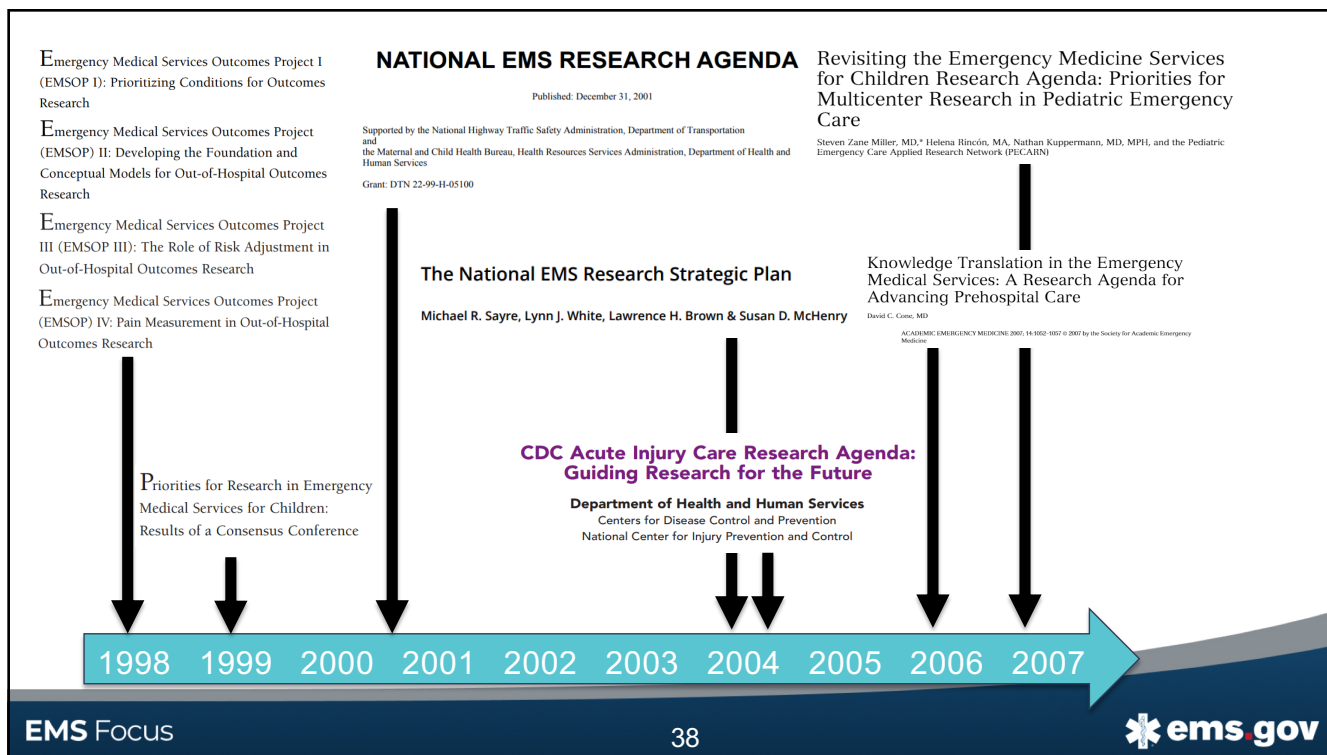 Emergency Medical Services Outcomes Project I
(EMSOP I): Prioritizing Conditions for Outcomes
Research
Emergency Medical Services Outcomes Project
(EMSOP) II: Developing the Foundation and
Conceptual Models for Out-of-Hospital Outcomes
Research
Emergency Medical Services Outcomes Project
III (EMSOP III): The Role of Risk Adjustment in
Out-of-Hospital Outcomes Research
Emergency Medical Services Outcomes Project
(EMSOP) IV: Pain Measurement in Out-of-Hospital
Outcomes Research
Priorities for Research in Emergency
Medical Services for Children:
Results of a Consensus Conference
NATIONAL EMS RESEARCH AGENDA
Published: December 31, 2001
Supported by the National Highway Traffic Safety Administration, Department of Transportation
and
the Maternal and Child Health Bureau, Health Resources Services Administration, Department of Health and
Human Services
Grant: DTN 22-99-H-05100
The National EMS Research Strategic Plan
Michael R. Sayre, Lynn J. White, Lawrence H. Brown & Susan D. McHenry
CDC Acute Injury Care Research Agenda:
Guiding Research for the Future
Department of Health and Human Services
Centers for Disease Control and Prevention
National Center for Injury Prevention and Control
Revisiting the Emergency Medicine Services
for Children Research Agenda: Priorities for
Multicenter Research in Pediatric Emergency
Care
Steven Zane Miller, MD,* Helena Rincón, MA, Nathan Kuppermann, MD, MPH, and the Pediatric
Emergency Care Applied Research Network (PECARN)
Knowledge Translation in the Emergency
Medical Services: A Research Agenda for
Advancing Prehospital Care
David C. Cone, MD
ACADEMIC EMERGENCY MEDICINE 2007; 14:1052–1057 © 2007 by the Society for Academic Emergency
Medicine
1998 1999 2000 2001 2002 2003 2004 2005 2006 2007
EMS Focus
38
ems.gov